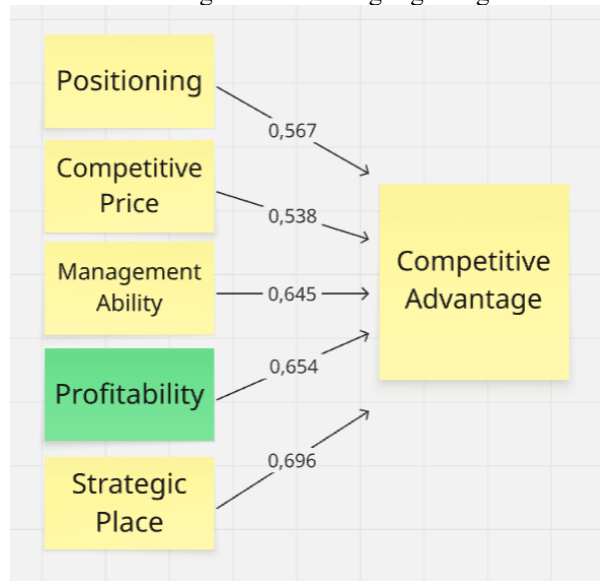 Positioning
0,567
Competitive
Price
0,538
Management
Ability
0,645
Competitive
Advantage
Profitability
0,654
Strategic
Place
0,696